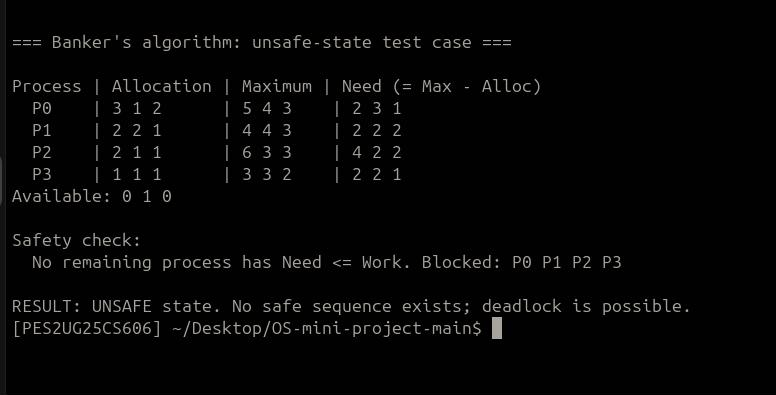 === Banker's algorithm: unsafe-state test case ===
Process | Allocation | Maximum | Need (= Max - Alloc)
P0 | 3 1 2 | 5 4 3 | 2 3 1
P1 | 2 2 1 | 4 4 3 | 2 2 2
P2 | 2 1 1 | 6 3 3 | 4 2 2
P3 | 1 1 1 | 3 3 2 | 2 2 1
Available: 0 1 0
Safety check:
No remaining process has Need <= Work. Blocked: P0 P1 P2 P3
RESULT: UNSAFE state. No safe sequence exists; deadlock is possible.
[PES2UG25CS606] ~/Desktop/OS-mini-project-main$